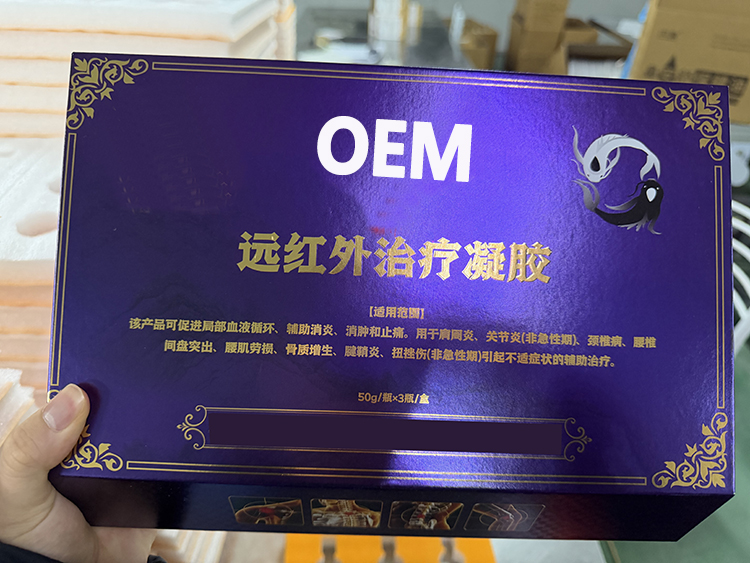 OEM
远红外治疗凝胶
【适用范围】
该产品可促进局部血液循环、辅助消炎、消肿和止痛。用于肩周炎、关节炎(非急性期)、颈椎病、腰椎
间盘突出、腰肌劳损、骨质增生、腱鞘炎、扭挫伤(非急性期)引起不适症状的辅助治疗。
50g/瓶×3瓶/盒